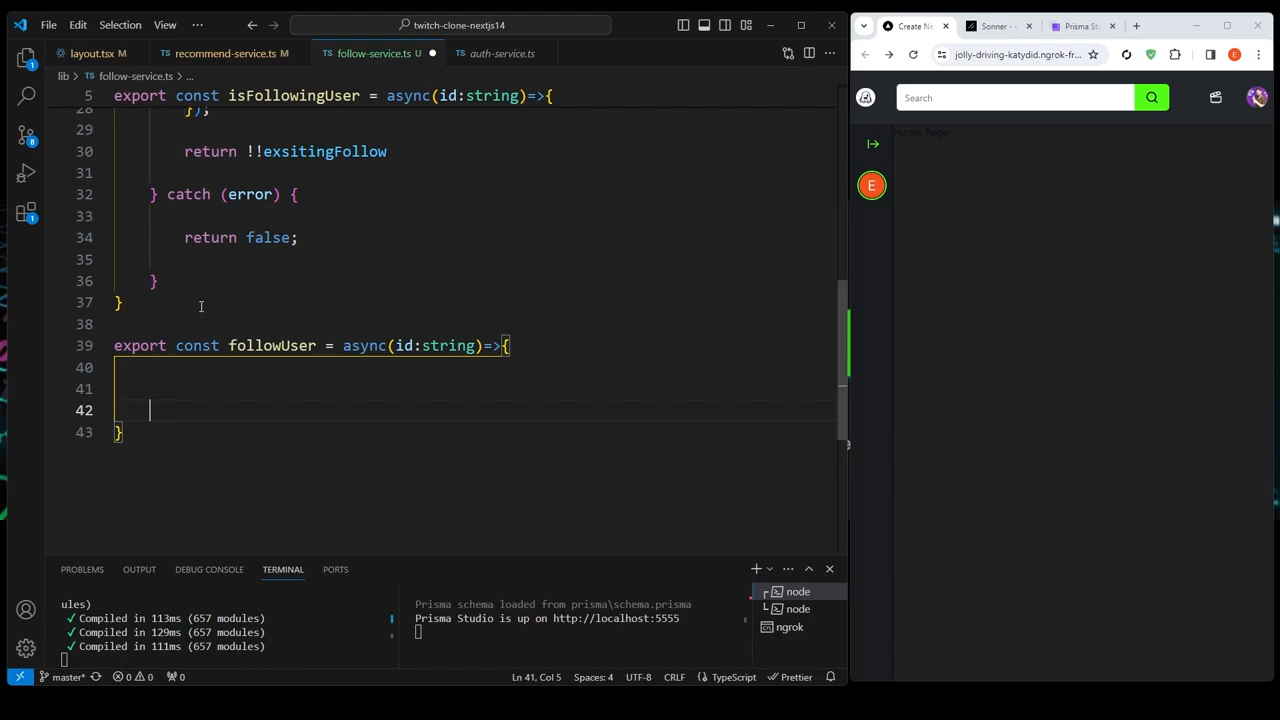 File Edit Selection View ··· twitch-clone-nextjs14
layout.tsx M recommend-service.ts M follow-service.ts U auth-service.ts
lib > follow-service.ts > ...
5 export const isFollowingUser = async(id:string)=>{
28 });
29
30 return !!exsitingFollow
31
32 } catch (error) {
33
34 return false;
35
36 }
37 }
38
39 export const followUser = async(id:string)=>{
40
41
42
43 }
PROBLEMS OUTPUT DEBUG CONSOLE TERMINAL PORTS
ules)
✓ Compiled in 113ms (657 modules)
✓ Compiled in 129ms (657 modules)
✓ Compiled in 111ms (657 modules)
Prisma schema loaded from prisma\schema.prisma
Prisma Studio is up on http://localhost:5555
node
node
ngrok
master* 0 0 0 Ln 41, Col 5 Spaces: 4 UTF-8 CRLF TypeScript Prettier
Create Ne Sonner - s Prisma Stu
jolly-driving-katydid.ngrok-fr
E
Search
Home Page
E